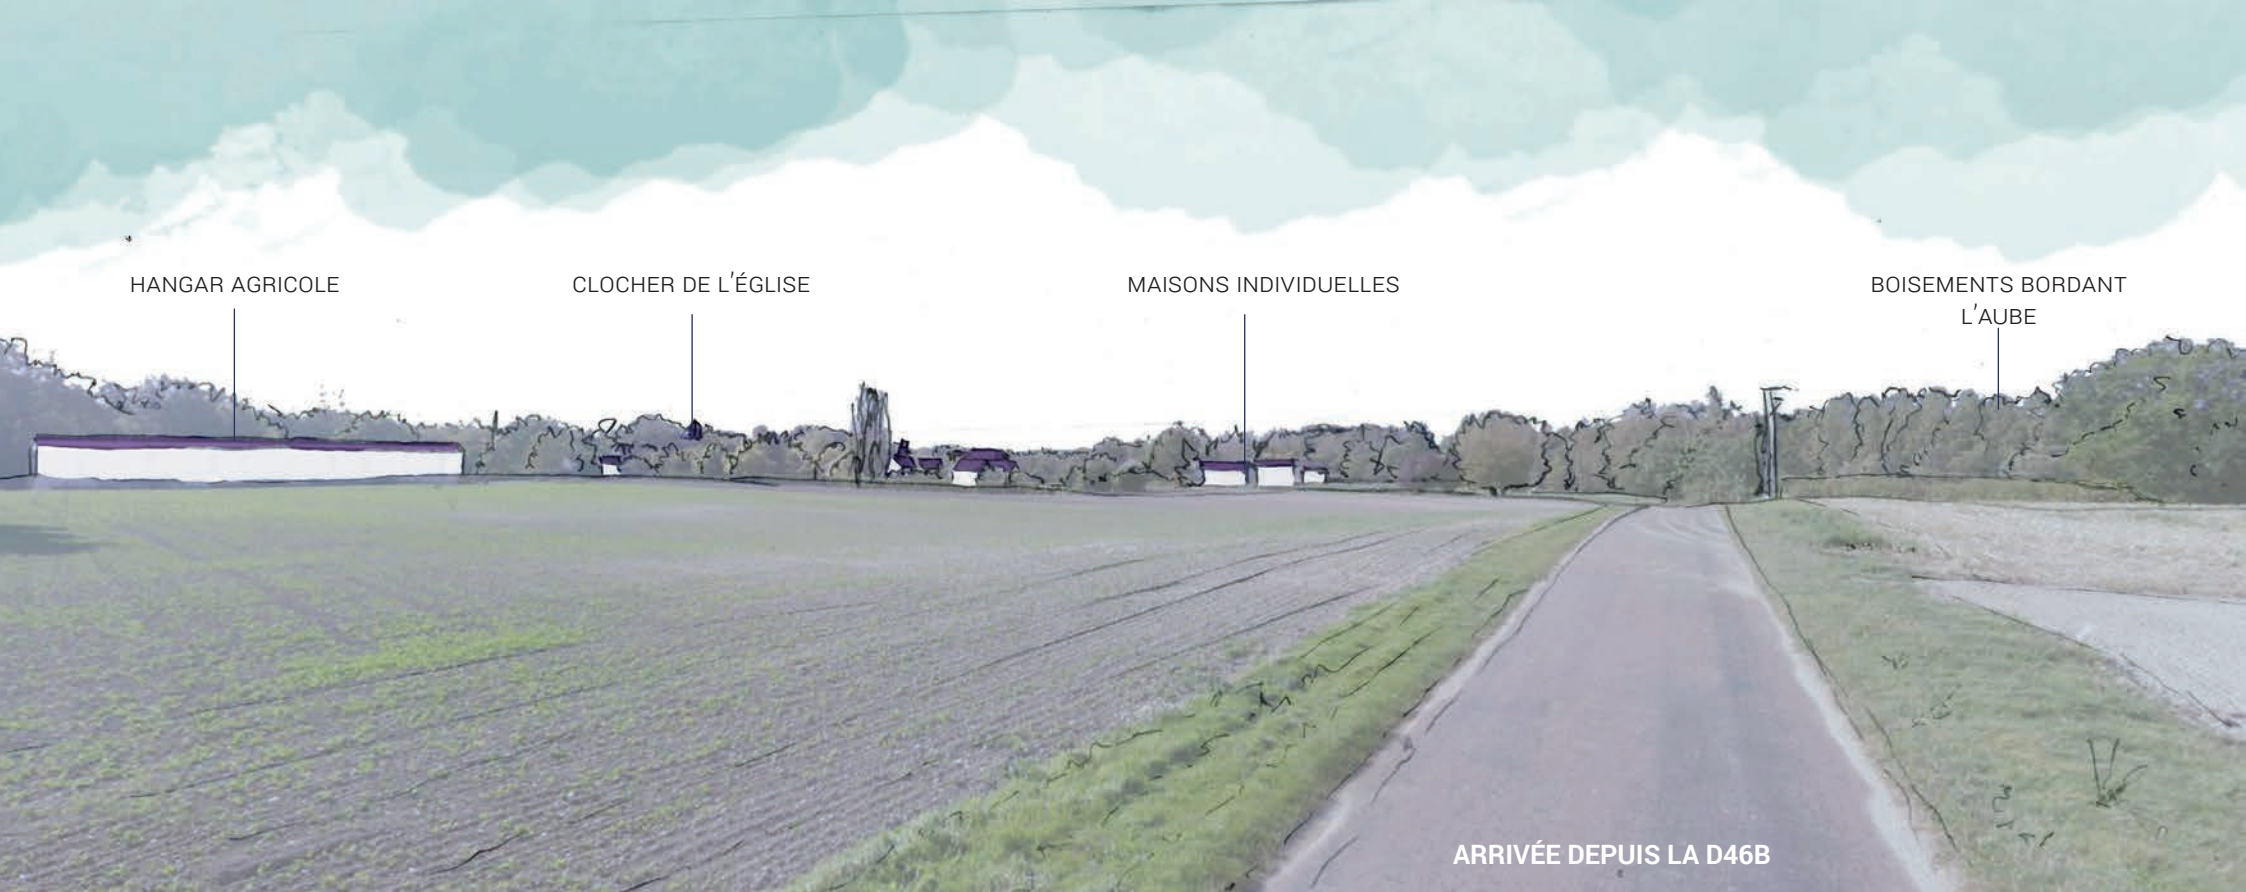 HANGAR AGRICOLE
CLOCHER DE L'ÉGLISE
MAISONS INDIVIDUELLES
BOISEMENTS BORDANT
L'AUBE
ARRIVÉE DEPUIS LA D46B